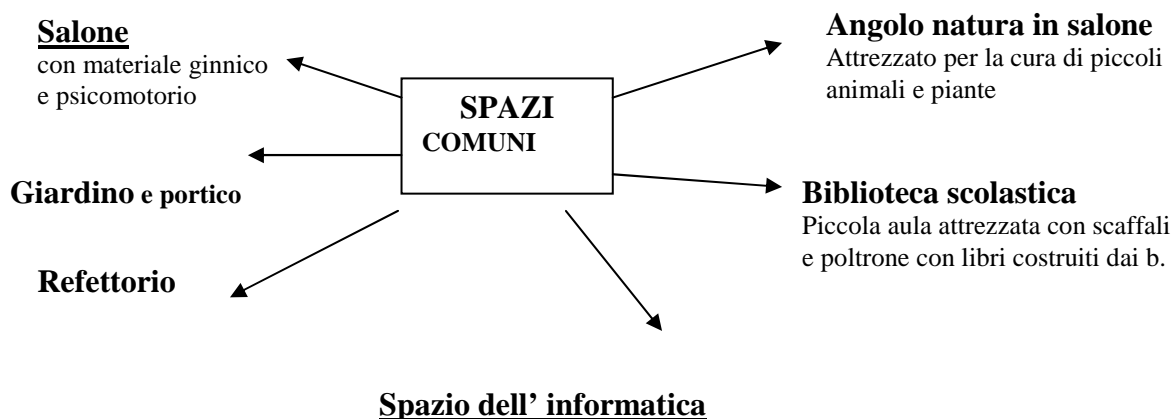 Salone
con materiale ginnico
e psicomotorio
Angolo natura in salone
Attrezzato per la cura di piccoli
animali e piante
SPAZI
COMUNI
Giardino e portico
Biblioteca scolastica
Piccola aula attrezzata con scaffali
e poltrone con libri costruiti dai b.
Refettorio
Spazio dell’ informatica